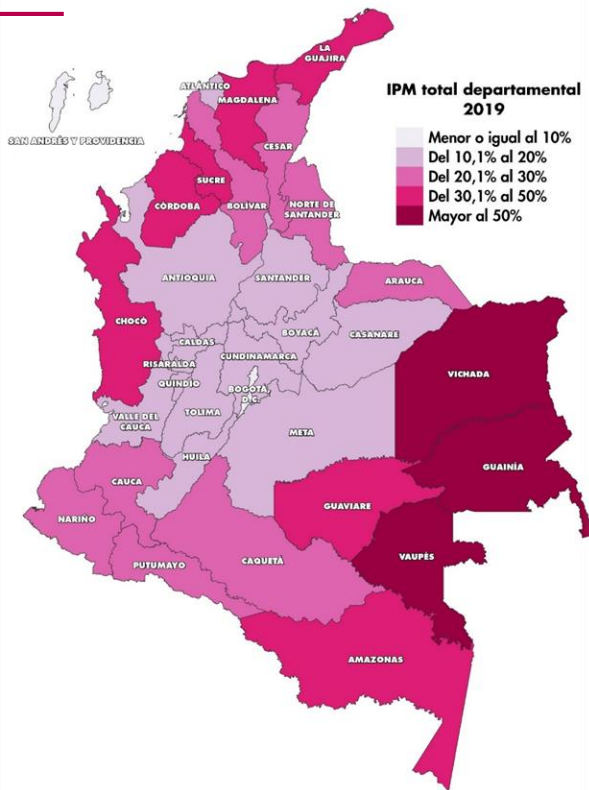 LA
GUAJIRA
ATLÁNTICO
MAGDALENA
IPM total departamental
2019
Menor o igual al 10%
Del 10,1% al 20%
Del 20,1% al 30%
Del 30,1% al 50%
Mayor al 50%
SAN ANDRÉS Y PROVIDENCIA
CESAR
SUCRE
CÓRDOBA
BOLÍVAR
NORTE DE
SANTANDER
ANTIOQUIA
SANTANDER
ARAUCA
CHOCÓ
BOYACÁ
CASANARE
CALDAS
CUNDINAMARCA
RISARALDA
VICHADA
QUINDÍO
BOGOTÁ,
D.C.
VALLE DEL
CAUCA
TOLIMA
META
HUILA
GUAINÍA
CAUCA
GUAVIARE
NARIÑO
VAUPÉS
CAQUETÁ
PUTUMAYO
AMAZONAS